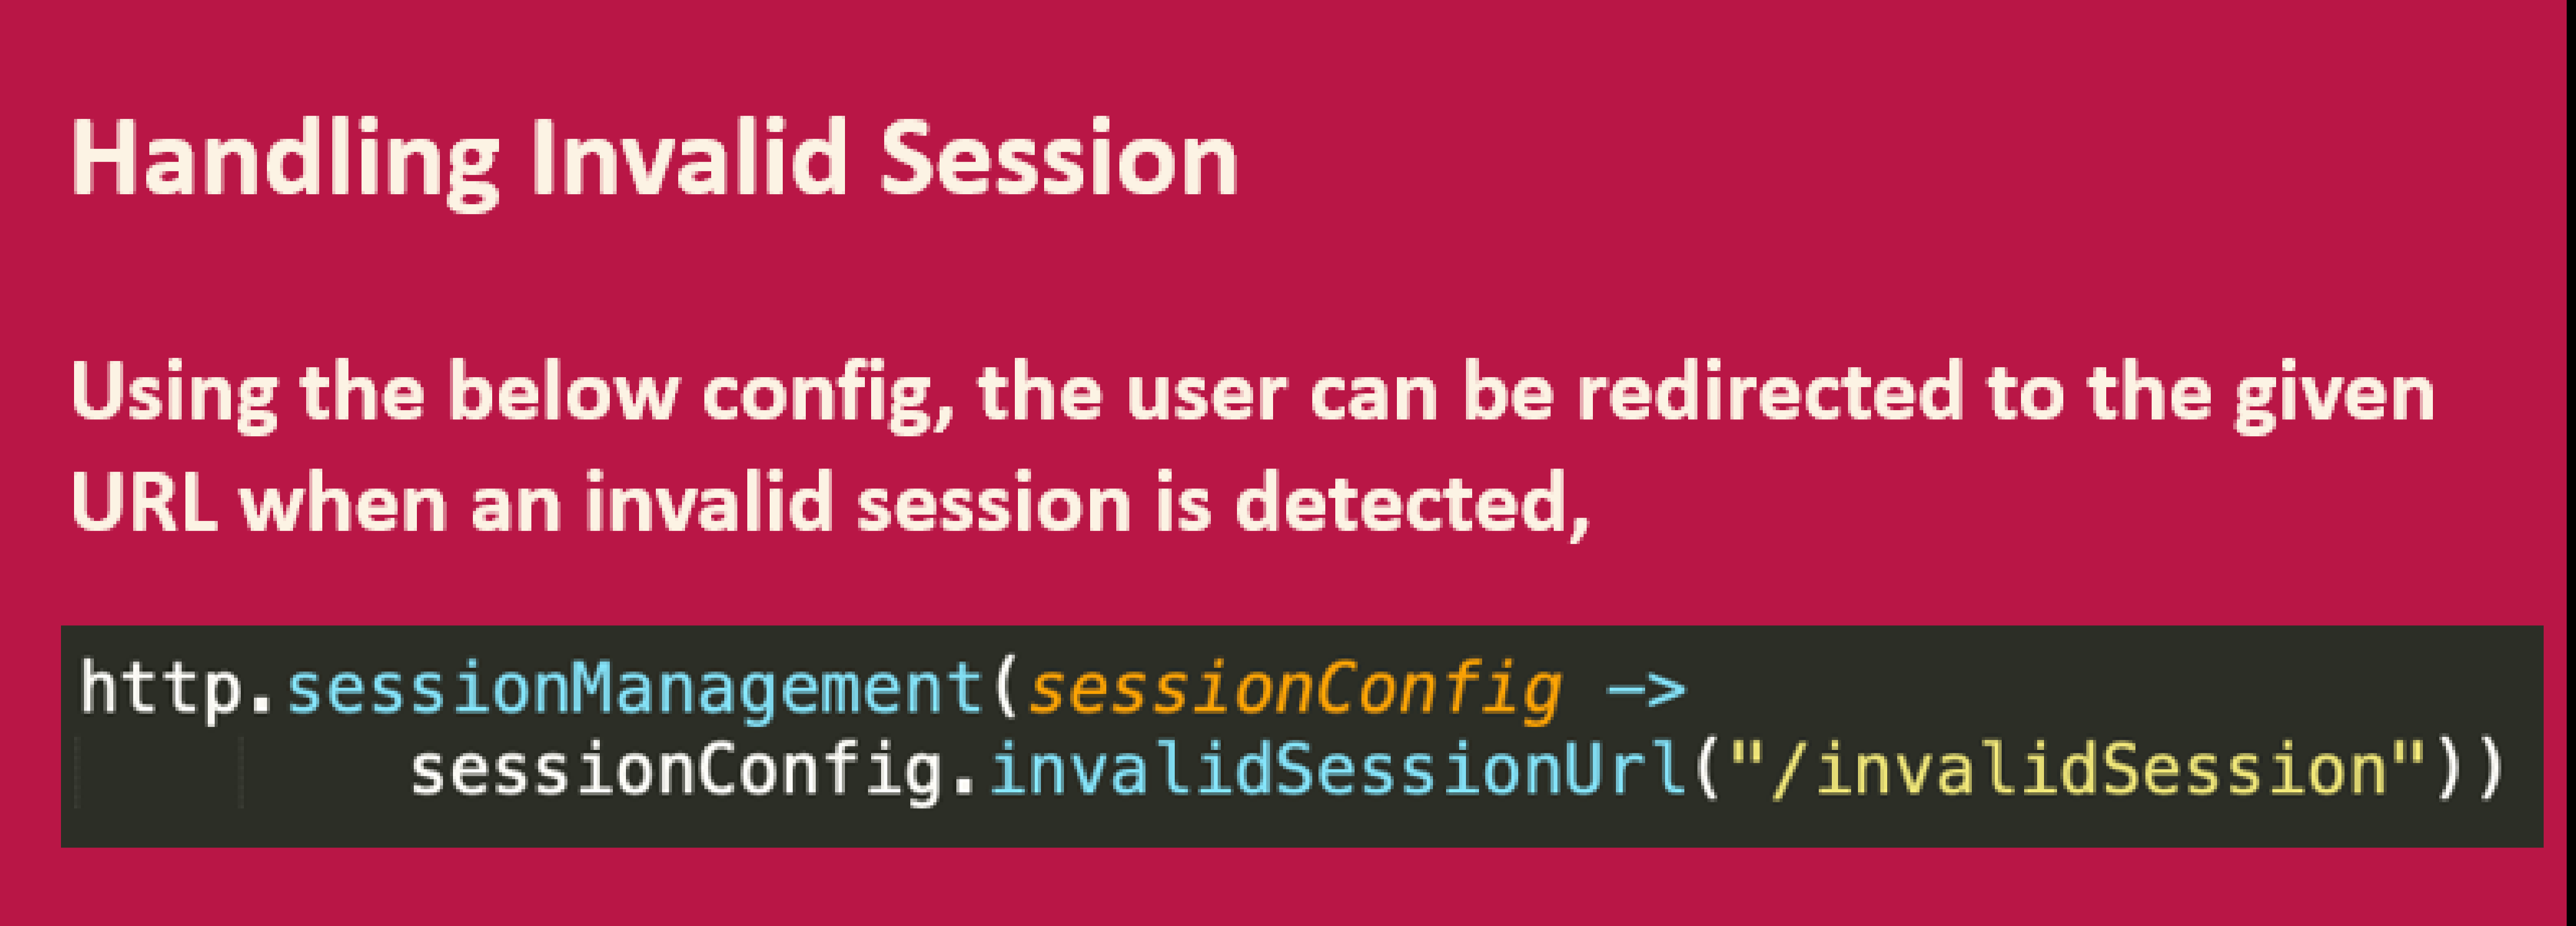 Handling Invalid Session
Using the below config, the user can be redirected to the given
URL when an invalid session is detected,
http.sessionManagement(sessionConfig ->
sessionConfig.invalidSessionUrl("/invalidSession"))